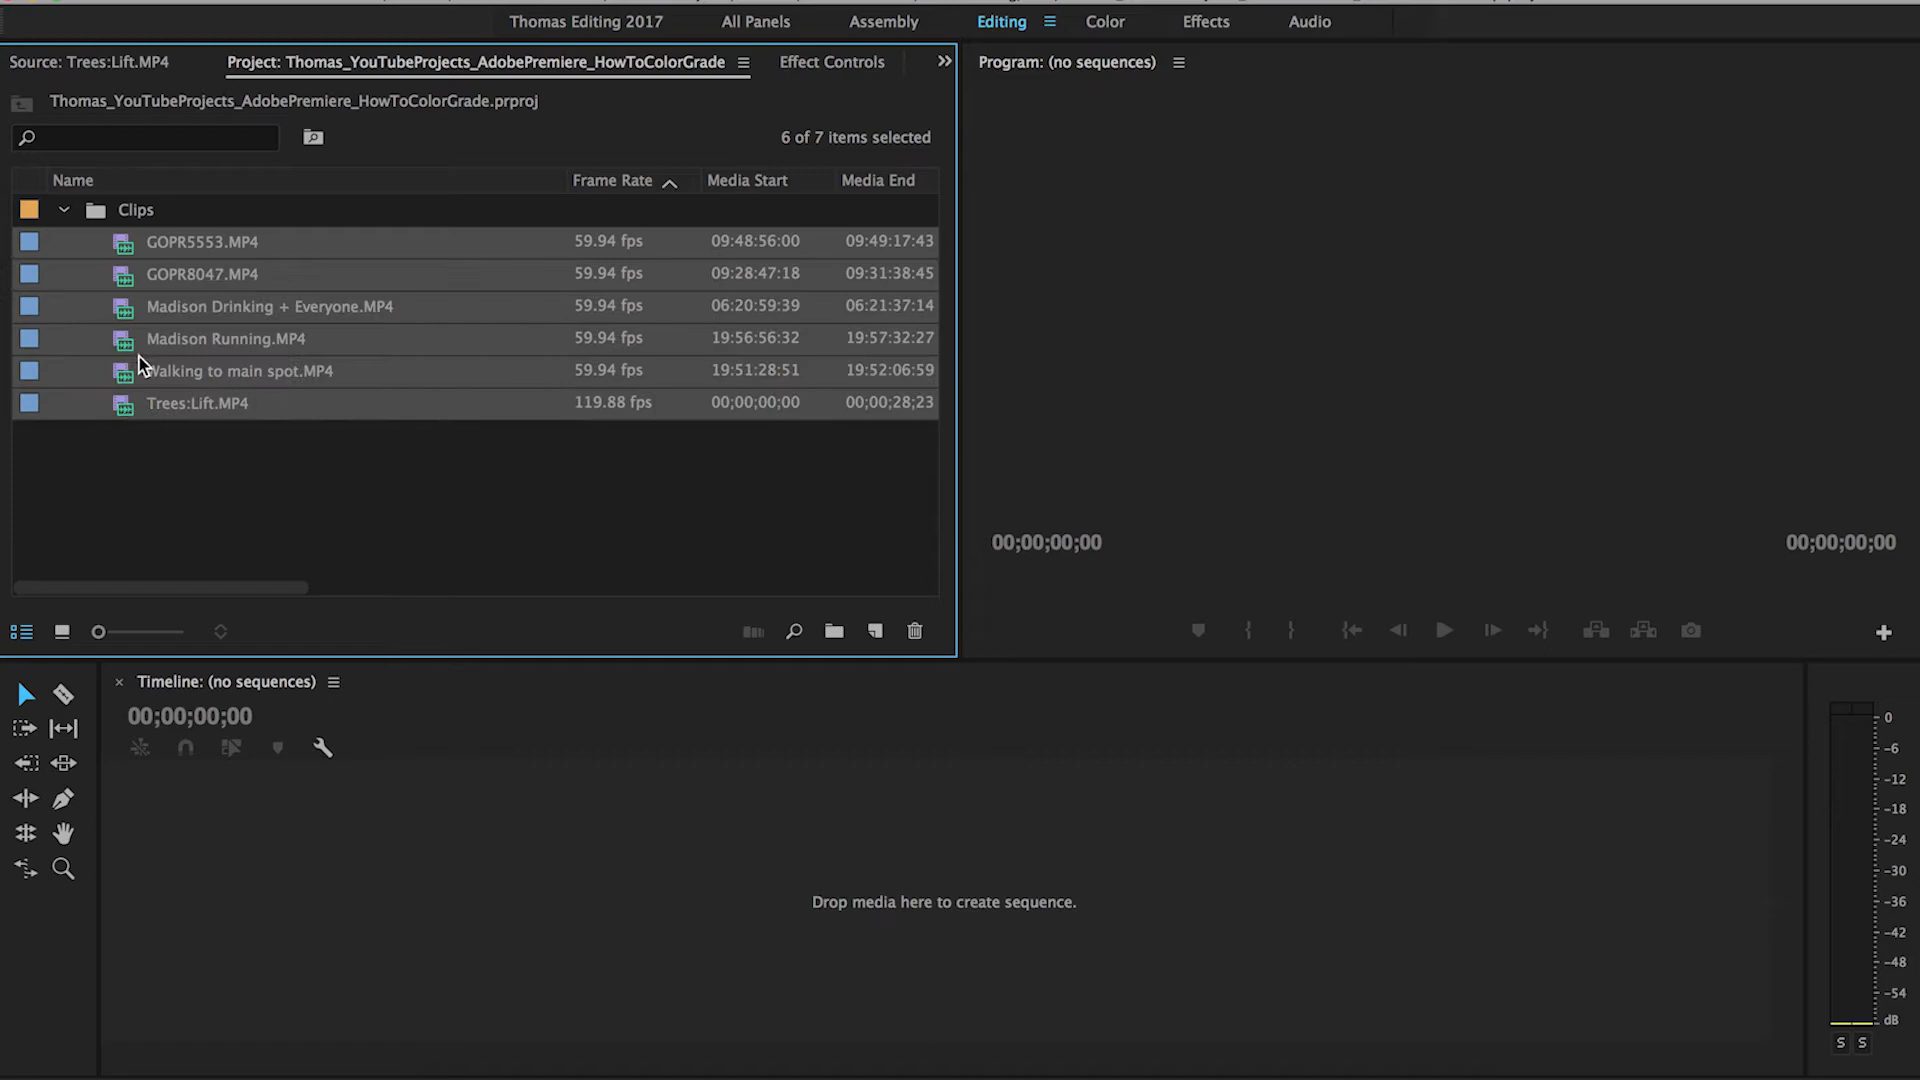 Thomas Editing 2017 All Panels Assembly Editing Color Effects Audio
Source: Trees:Lift.MP4 Project: Thomas_YouTubeProjects_AdobePremiere_HowToColorGrade Effect Controls
Program: (no sequences)
Thomas_YouTubeProjects_AdobePremiere_HowToColorGrade.prproj
6 of 7 items selected
Name Frame Rate Media Start Media End
Clips
GOPR5553.MP4 59.94 fps 09:48:56:00 09:49:17:43
GOPR8047.MP4 59.94 fps 09:28:47:18 09:31:38:45
Madison Drinking + Everyone.MP4 59.94 fps 06:20:59:39 06:21:37:14
Madison Running.MP4 59.94 fps 19:56:56:32 19:57:32:27
Walking to main spot.MP4 59.94 fps 19:51:28:51 19:52:06:59
Trees:Lift.MP4 119.88 fps 00;00;00;00 00;00;28;23
00;00;00;00 00;00;00;00
Timeline: (no sequences)
00;00;00;00
Drop media here to create sequence.
0
-6
-12
-18
-24
-30
-36
-42
-48
-54
dB
S S